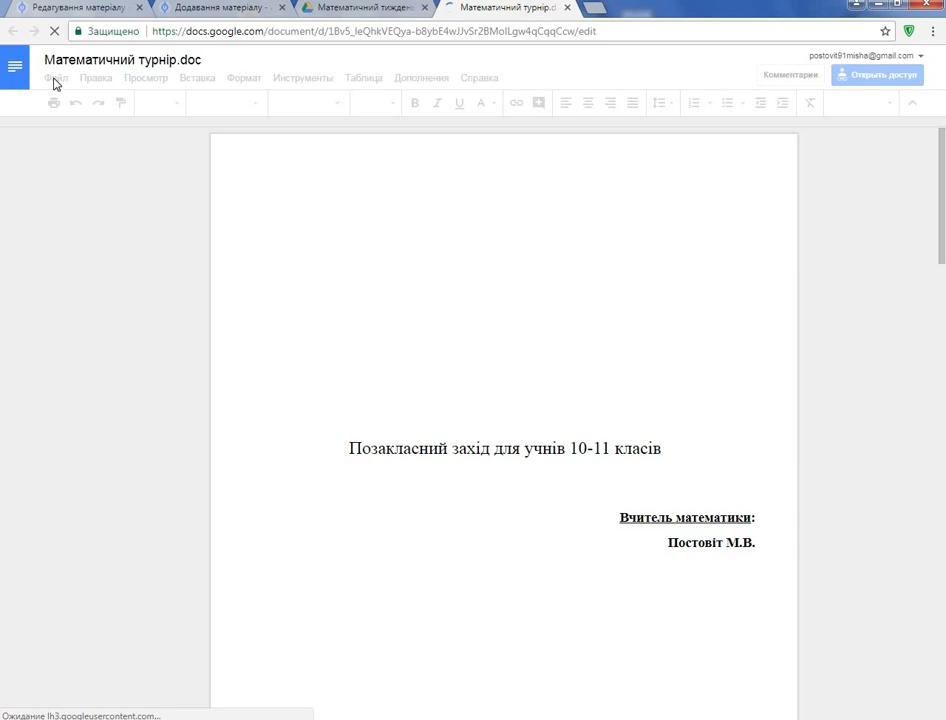 Редагування матеріалу
Додавання матеріалу -
Математичний тижден
Математичний турнір.d
Защищено
https://docs.google.com/document/d/1Bv5_leQhkVEQya-b8ybE4wJJvSr2BMoILgw4qCqqCcw/edit
Математичний турнір.doc
postovit91misha@gmail.com
Файл Правка Просмотр Вставка Формат Инструменты Таблица Дополнения Справка
Комментарии
Открыть доступ
B I U A
Позакласний захід для учнів 10-11 класів
Вчитель математики:
Постовіт М.В.
Ожидание lh3.googleusercontent.com...